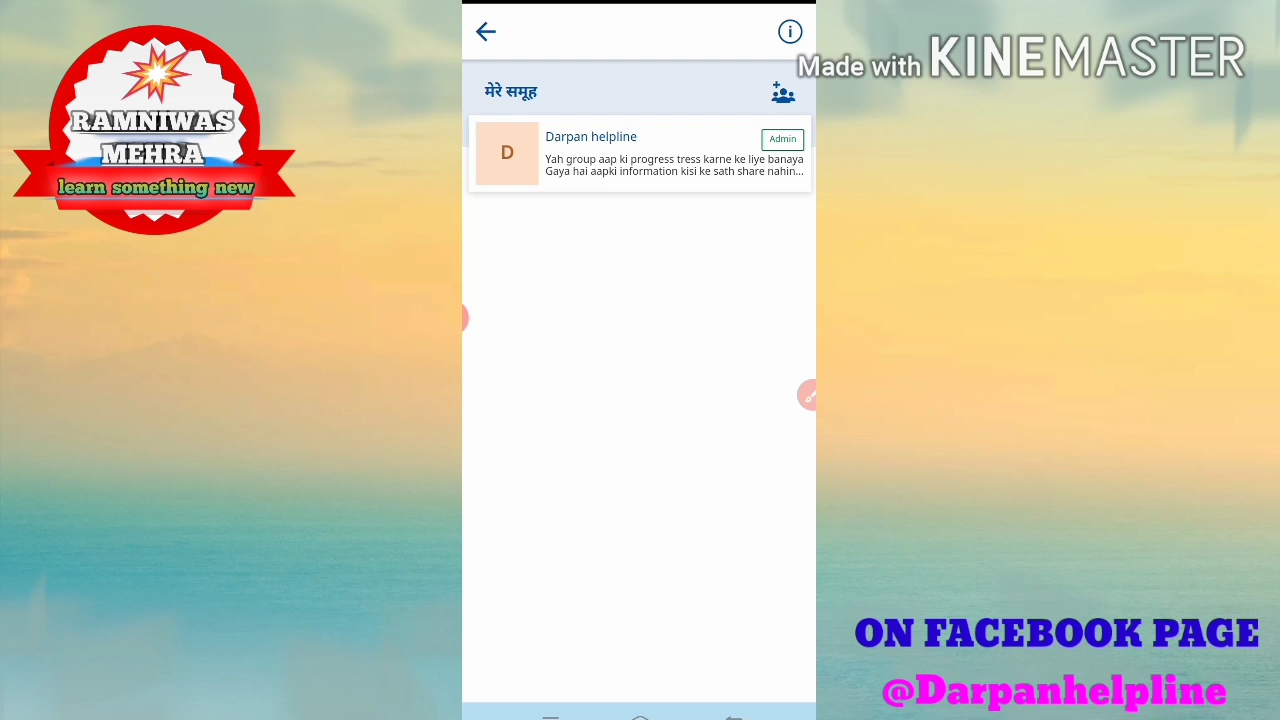 RAMNIWAS
MEHRA
learn something new
i
Made with KINEMASTER
मेरे समूह
D
Darpan helpline
Admin
Yah group aap ki progress tress karne ke liye banaya
Gaya hai aapki information kisi ke sath share nahin...
ON FACEBOOK PAGE
@Darpanhelpline